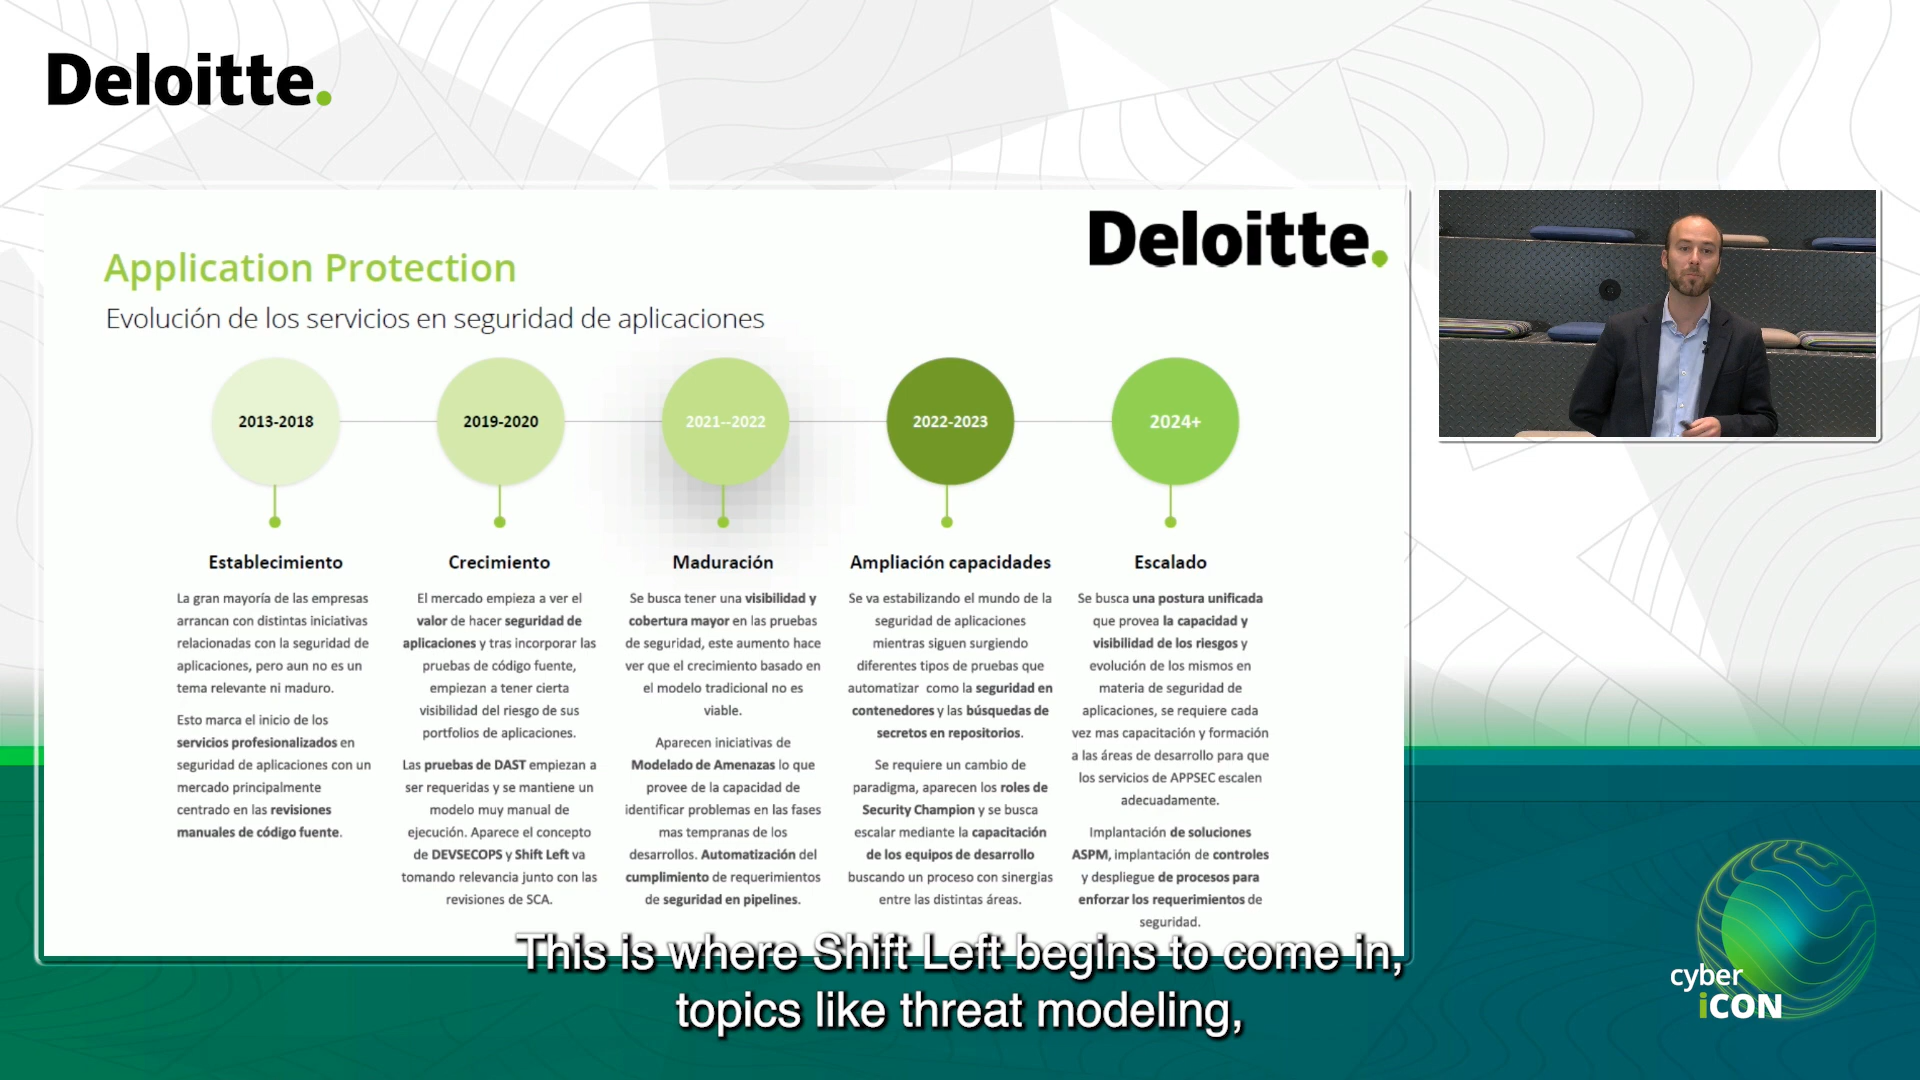 Deloitte.
Deloitte.
Application Protection
Evolución de los servicios en seguridad de aplicaciones
2013-2018
2019-2020
2021--2022
2022-2023
2024+
Establecimiento
La gran mayoría de las empresas
arrancan con distintas iniciativas
relacionadas con la seguridad de
aplicaciones, pero aun no es un
tema relevante ni maduro.
Esto marca el inicio de los
servicios profesionalizados en
seguridad de aplicaciones con un
mercado principalmente
centrado en las revisiones
manuales de código fuente.
Crecimiento
El mercado empieza a ver el
valor de hacer seguridad de
aplicaciones y tras incorporar las
pruebas de código fuente,
empiezan a tener cierta
visibilidad del riesgo de sus
portfolios de aplicaciones.
Las pruebas de DAST empiezan a
ser requeridas y se mantiene un
modelo muy manual de
ejecución. Aparece el concepto
de DEVSECOPS y Shift Left va
tomando relevancia junto con las
revisiones de SCA.
Maduración
Se busca tener una visibilidad y
cobertura mayor en las pruebas
de seguridad, este aumento hace
ver que el crecimiento basado en
el modelo tradicional no es
viable.
Aparecen iniciativas de
Modelado de Amenazas lo que
provee de la capacidad de
identificar problemas en las fases
mas tempranas de los
desarrollos. Automatización del
cumplimiento de requerimientos
de seguridad en pipelines.
Ampliación capacidades
Se va estabilizando el mundo de la
seguridad de aplicaciones
mientras siguen surgiendo
diferentes tipos de pruebas que
automatizar como la seguridad en
contenedores y las búsquedas de
secretos en repositorios.
Se requiere un cambio de
paradigma, aparecen los roles de
Security Champion y se busca
escalar mediante la capacitación
de los equipos de desarrollo
buscando un proceso con sinergias
entre las distintas áreas.
Escalado
Se busca una postura unificada
que provea la capacidad y
visibilidad de los riesgos y
evolución de los mismos en
materia de seguridad de
aplicaciones, se requiere cada
vez mas capacitación y formación
a las áreas de desarrollo para que
los servicios de APPSEC escalen
adecuadamente.
Implantación de soluciones
ASPM, implantación de controles
y despliegue de procesos para
enforzar los requerimientos de
seguridad.
This is where Shift Left begins to come in,
topics like threat modeling,
cyber
iCON